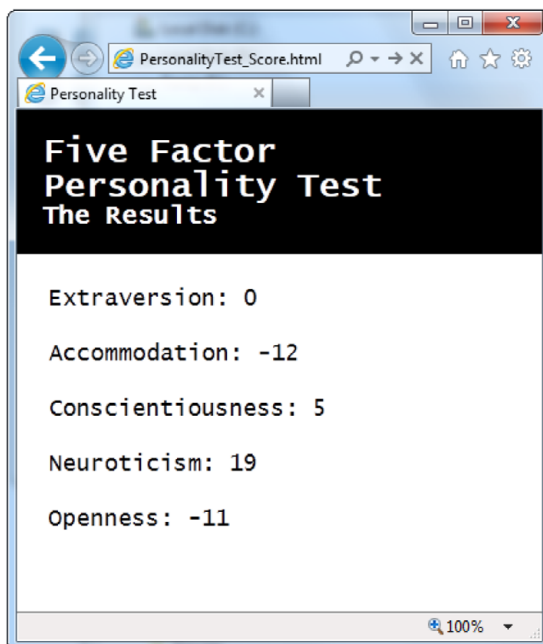 PersonalityTest_Score.html
Personality Test
Five Factor
Personality Test
The Results
Extraversion: 0
Accommodation: -12
Conscientiousness: 5
Neuroticism: 19
Openness: -11
100%